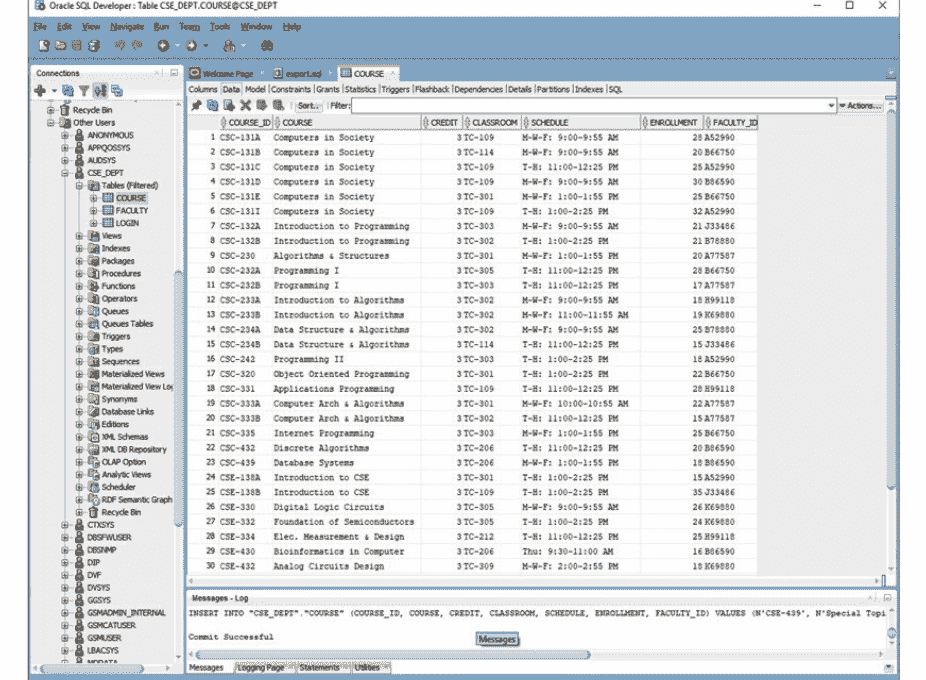 Oracle SQL Developer : Table CSE_DEPT.COURSE@CSE_DEPT
File Edit View Navigate Run Team Tools Window Help
Connections
Welcome Page export.sql COURSE
Columns Data Model Constraints Grants Statistics Triggers Flashback Dependencies Details Partitions Indexes SQL
Sort.. Filter: Actions...
Recycle Bin
Other Users
ANONYMOUS
APPQOSSYS
AUDSYS
CSE_DEPT
Tables (Filtered)
COURSE
FACULTY
LOGIN
Views
Indexes
Packages
Procedures
Functions
Operators
Queues
Queues Tables
Triggers
Types
Sequences
Materialized Views
Materialized View Log
Synonyms
Database Links
Editions
XML Schemas
XML DB Repository
OLAP Option
Analytic Views
Scheduler
RDF Semantic Graph
Recycle Bin
CTXSYS
DBSFWUSER
DBSNMP
DIP
DVF
DVSYS
GGSYS
GSMADMIN_INTERNAL
GSMCATUSER
GSMUSER
LBACSYS
MDDATA
COURSE_ID COURSE CREDIT CLASSROOM SCHEDULE ENROLLMENT FACULTY_ID
1 CSC-131A Computers in Society 3 TC-109 M-W-F: 9:00-9:55 AM 28 A52990
2 CSC-131B Computers in Society 3 TC-114 M-W-F: 9:00-9:55 AM 20 B66750
3 CSC-131C Computers in Society 3 TC-109 T-H: 11:00-12:25 PM 25 A52990
4 CSC-131D Computers in Society 3 TC-109 M-W-F: 9:00-9:55 AM 30 B86590
5 CSC-131E Computers in Society 3 TC-301 M-W-F: 1:00-1:55 PM 25 B66750
6 CSC-131I Computers in Society 3 TC-109 T-H: 1:00-2:25 PM 32 A52990
7 CSC-132A Introduction to Programming 3 TC-303 M-W-F: 9:00-9:55 AM 21 J33486
8 CSC-132B Introduction to Programming 3 TC-302 T-H: 1:00-2:25 PM 21 B78880
9 CSC-230 Algorithms & Structures 3 TC-301 M-W-F: 1:00-1:55 PM 20 A77587
10 CSC-232A Programming I 3 TC-305 T-H: 11:00-12:25 PM 28 B66750
11 CSC-232B Programming I 3 TC-303 T-H: 11:00-12:25 PM 17 A77587
12 CSC-233A Introduction to Algorithms 3 TC-302 M-W-F: 9:00-9:55 AM 18 H99118
13 CSC-233B Introduction to Algorithms 3 TC-302 M-W-F: 11:00-11:55 AM 19 K69880
14 CSC-234A Data Structure & Algorithms 3 TC-302 M-W-F: 9:00-9:55 AM 25 B78880
15 CSC-234B Data Structure & Algorithms 3 TC-114 T-H: 11:00-12:25 PM 15 J33486
16 CSC-242 Programming II 3 TC-303 T-H: 1:00-2:25 PM 18 A52990
17 CSC-320 Object Oriented Programming 3 TC-301 T-H: 1:00-2:25 PM 22 B66750
18 CSC-331 Applications Programming 3 TC-109 T-H: 11:00-12:25 PM 28 H99118
19 CSC-333A Computer Arch & Algorithms 3 TC-301 M-W-F: 10:00-10:55 AM 22 A77587
20 CSC-333B Computer Arch & Algorithms 3 TC-302 T-H: 11:00-12:25 PM 15 A77587
21 CSC-335 Internet Programming 3 TC-303 M-W-F: 1:00-1:55 PM 25 B66750
22 CSC-432 Discrete Algorithms 3 TC-206 T-H: 11:00-12:25 PM 20 B86590
23 CSC-439 Database Systems 3 TC-206 M-W-F: 1:00-1:55 PM 18 B86590
24 CSE-138A Introduction to CSE 3 TC-301 T-H: 1:00-2:25 PM 15 A52990
25 CSE-138B Introduction to CSE 3 TC-109 T-H: 1:00-2:25 PM 35 J33486
26 CSE-330 Digital Logic Circuits 3 TC-305 M-W-F: 9:00-9:55 AM 26 K69880
27 CSE-332 Foundation of Semiconductors 3 TC-305 T-H: 1:00-2:25 PM 24 K69880
28 CSE-334 Elec. Measurement & Design 3 TC-212 T-H: 11:00-12:25 PM 25 H99118
29 CSE-430 Bioinformatics in Computer 3 TC-206 Thu: 9:30-11:00 AM 16 B86590
30 CSE-432 Analog Circuits Design 3 TC-309 M-W-F: 2:00-2:55 PM 18 K69880
Messages - Log
INSERT INTO "CSE_DEPT"."COURSE" (COURSE_ID, COURSE, CREDIT, CLASSROOM, SCHEDULE, ENROLLMENT, FACULTY_ID) VALUES (N'CSE-439', N'Special Topi
Commit Successful
Messages
Messages Logging Page Statements Utilities